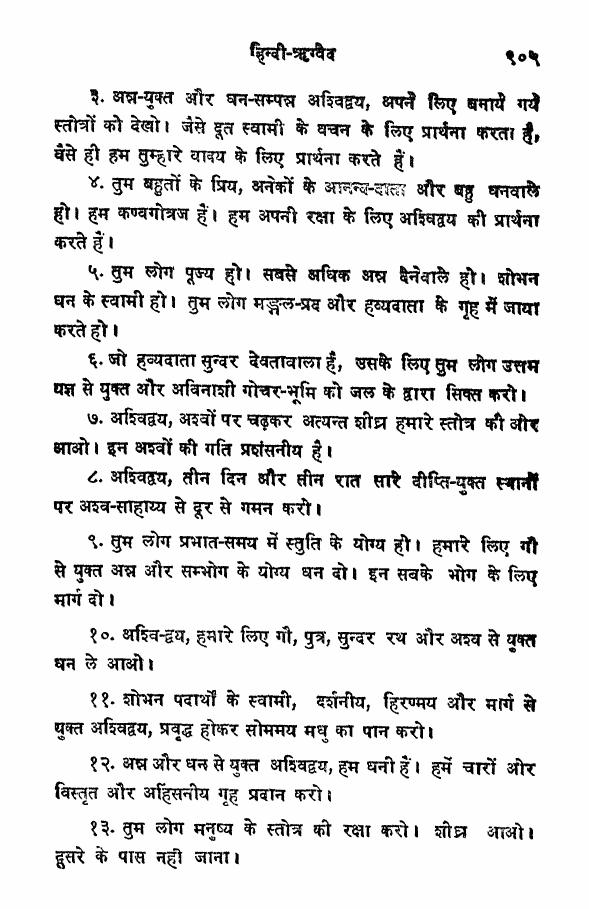 हिन्दी-ऋग्वेद ९०५
३. अन्न-युक्त और धन-सम्पन्न अश्विद्वय, अपने लिए बनाये गये
स्तोत्रों को देखो। जैसे दूत स्वामी के वचन के लिए प्रार्थना करता है,
वैसे ही हम तुम्हारे वाक्य के लिए प्रार्थना करते हैं।
४. तुम बहुतों के प्रिय, अनेकों के आनन्द-दाता और बहु धनवाले
हो। हम कण्वगोत्रज हैं। हम अपनी रक्षा के लिए अश्विद्वय की प्रार्थना
करते हैं।
५. तुम लोग पूज्य हो। सबसे अधिक अन्न देनेवाले हो। शोभन
धन के स्वामी हो। तुम लोग मङ्गल-प्रद और हव्यदाता के गृह में जाया
करते हो।
६. जो हव्यदाता सुन्दर देवतावाला है, उसके लिए तुम लोग उत्तम
यज्ञ से युक्त और अविनाशी गोचर-भूमि को जल के द्वारा सिक्त करो।
७. अश्विद्वय, अश्वों पर चढ़कर अत्यन्त शीघ्र हमारे स्तोत्र की ओर
आओ। इन अश्वों की गति प्रशंसनीय है।
८. अश्विद्वय, तीन दिन और तीन रात सारे दीप्ति-युक्त स्थानों
पर अश्व-साहाय्य से दूर से गमन करो।
९. तुम लोग प्रभात-समय में स्तुति के योग्य हो। हमारे लिए गौ
से युक्त अन्न और सम्भोग के योग्य धन दो। इन सबके भोग के लिए
मार्ग दो।
१०. अश्वि-द्वय, हमारे लिए गौ, पुत्र, सुन्दर रथ और अश्व से युक्त
धन ले आओ।
११. शोभन पदार्थों के स्वामी, दर्शनीय, हिरण्मय और मार्ग से
युक्त अश्विद्वय, प्रवृद्ध होकर सोममय मधु का पान करो।
१२. अन्न और धन से युक्त अश्विद्वय, हम धनी हैं। हमें चारों ओर
विस्तृत और अहिंसनीय गृह प्रदान करो।
१३. तुम लोग मनुष्य के स्तोत्र की रक्षा करो। शीघ्र आओ।
दूसरे के पास नहीं जाना।